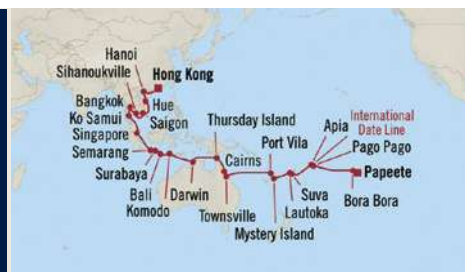 Hanoi
Sihanoukville
Hong Kong
Bangkok
Hue
Ko Samui
Saigon
Singapore
Thursday Island
Semarang
Port Vila
Apia
International
Date Line
Pago Pago
Surabaya
Cairns
Papeete
Bali
Komodo
Darwin
Suva
Bora Bora
Townsville
Lautoka
Mystery Island